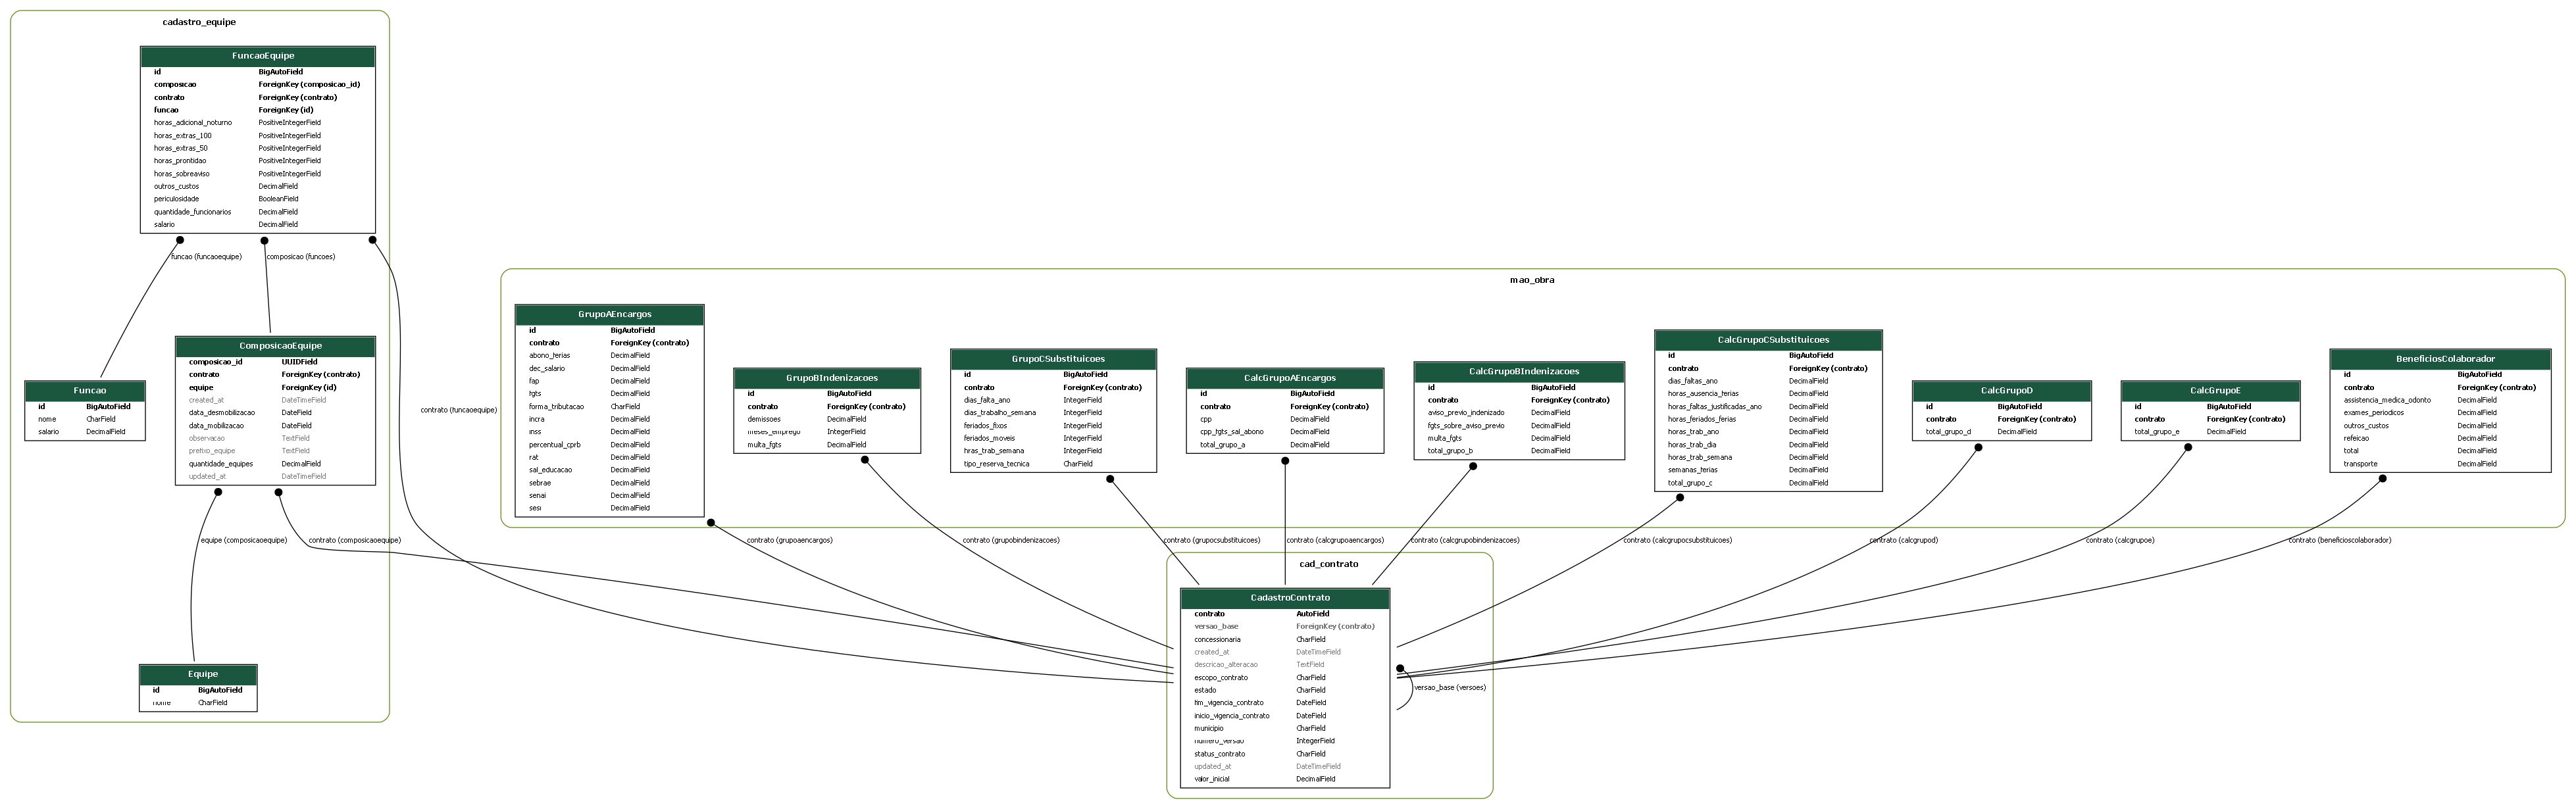 cadastro_equipe
FuncaoEquipe
id BigAutoField
composicao ForeignKey (composicao_id)
contrato ForeignKey (contrato)
funcao ForeignKey (id)
horas_adicional_noturno PositiveIntegerField
horas_extras_100 PositiveIntegerField
horas_extras_50 PositiveIntegerField
horas_prontidao PositiveIntegerField
horas_sobreaviso PositiveIntegerField
outros_custos DecimalField
periculosidade BooleanField
quantidade_funcionarios DecimalField
salario DecimalField
funcao (funcaoequipe)
composicao (funcoes)
ComposicaoEquipe
composicao_id UUIDField
contrato ForeignKey (contrato)
equipe ForeignKey (id)
created_at DateTimeField
data_desmobilizacao DateField
data_mobilizacao DateField
observacao TextField
prefixo_equipe TextField
quantidade_equipes DecimalField
updated_at DateTimeField
Funcao
id BigAutoField
nome CharField
salario DecimalField
contrato (funcaoequipe)
equipe (composicaoequipe)
contrato (composicaoequipe)
Equipe
id BigAutoField
nome CharField
mao_obra
GrupoAEncargos
id BigAutoField
contrato ForeignKey (contrato)
abono_ferias DecimalField
dec_salario DecimalField
fap DecimalField
fgts DecimalField
forma_tributacao CharField
incra DecimalField
inss DecimalField
percentual_cprb DecimalField
rat DecimalField
sal_educacao DecimalField
sebrae DecimalField
senai DecimalField
sesi DecimalField
GrupoBIndenizacoes
id BigAutoField
contrato ForeignKey (contrato)
demissoes DecimalField
meses_emprego IntegerField
multa_fgts DecimalField
GrupoCSubstituicoes
id BigAutoField
contrato ForeignKey (contrato)
dias_falta_ano IntegerField
dias_trabalho_semana IntegerField
feriados_fixos IntegerField
feriados_moveis IntegerField
hras_trab_semana IntegerField
tipo_reserva_tecnica CharField
CalcGrupoAEncargos
id BigAutoField
contrato ForeignKey (contrato)
cpp DecimalField
cpp_fgts_sal_abono DecimalField
total_grupo_a DecimalField
CalcGrupoBIndenizacoes
id BigAutoField
contrato ForeignKey (contrato)
aviso_previo_indenizado DecimalField
fgts_sobre_aviso_previo DecimalField
multa_fgts DecimalField
total_grupo_b DecimalField
CalcGrupoCSubstituicoes
id BigAutoField
contrato ForeignKey (contrato)
dias_faltas_ano DecimalField
horas_ausencia_ferias DecimalField
horas_faltas_justificadas_ano DecimalField
horas_feriados_ferias DecimalField
horas_trab_ano DecimalField
horas_trab_dia DecimalField
horas_trab_semana DecimalField
semanas_ferias DecimalField
total_grupo_c DecimalField
CalcGrupoD
id BigAutoField
contrato ForeignKey (contrato)
total_grupo_d DecimalField
CalcGrupoE
id BigAutoField
contrato ForeignKey (contrato)
total_grupo_e DecimalField
BeneficiosColaborador
id BigAutoField
contrato ForeignKey (contrato)
assistencia_medica_odonto DecimalField
exames_periodicos DecimalField
outros_custos DecimalField
refeicao DecimalField
total DecimalField
transporte DecimalField
contrato (grupoaencargos)
contrato (grupobindenizacoes)
contrato (grupocsubstituicoes)
contrato (calcgrupoaencargos)
contrato (calcgrupobindenizacoes)
contrato (calcgrupocsubstituicoes)
contrato (calcgrupod)
contrato (calcgrupoe)
contrato (beneficioscolaborador)
cad_contrato
CadastroContrato
contrato AutoField
versao_base ForeignKey (contrato)
concessionaria CharField
created_at DateTimeField
descricao_alteracao TextField
escopo_contrato CharField
estado CharField
fim_vigencia_contrato DateField
inicio_vigencia_contrato DateField
municipio CharField
numero_versao IntegerField
status_contrato CharField
updated_at DateTimeField
valor_inicial DecimalField
versao_base (versoes)